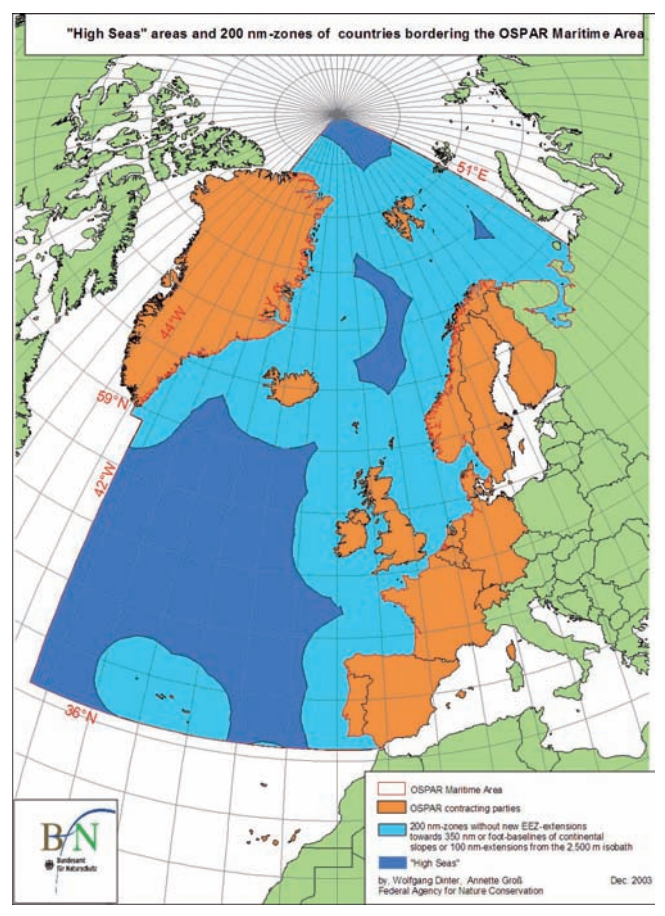 "High Seas" areas and 200 nm-zones of countries bordering the OSPAR Maritime Area
51°E
44°W
59°N
42°W
36°N
OSPAR Maritime Area
OSPAR contracting parties
200 nm-zones without new EEZ-extensions
towards 350 nm or foot-baselines of continental
slopes or 100 nm-extensions from the 2.500 m isobath
"High Seas"
by, Wolfgang Dinter, Annette Groß Dec. 2003
Federal Agency for Nature Conservation
BfN
Bundesamt
für Naturschutz